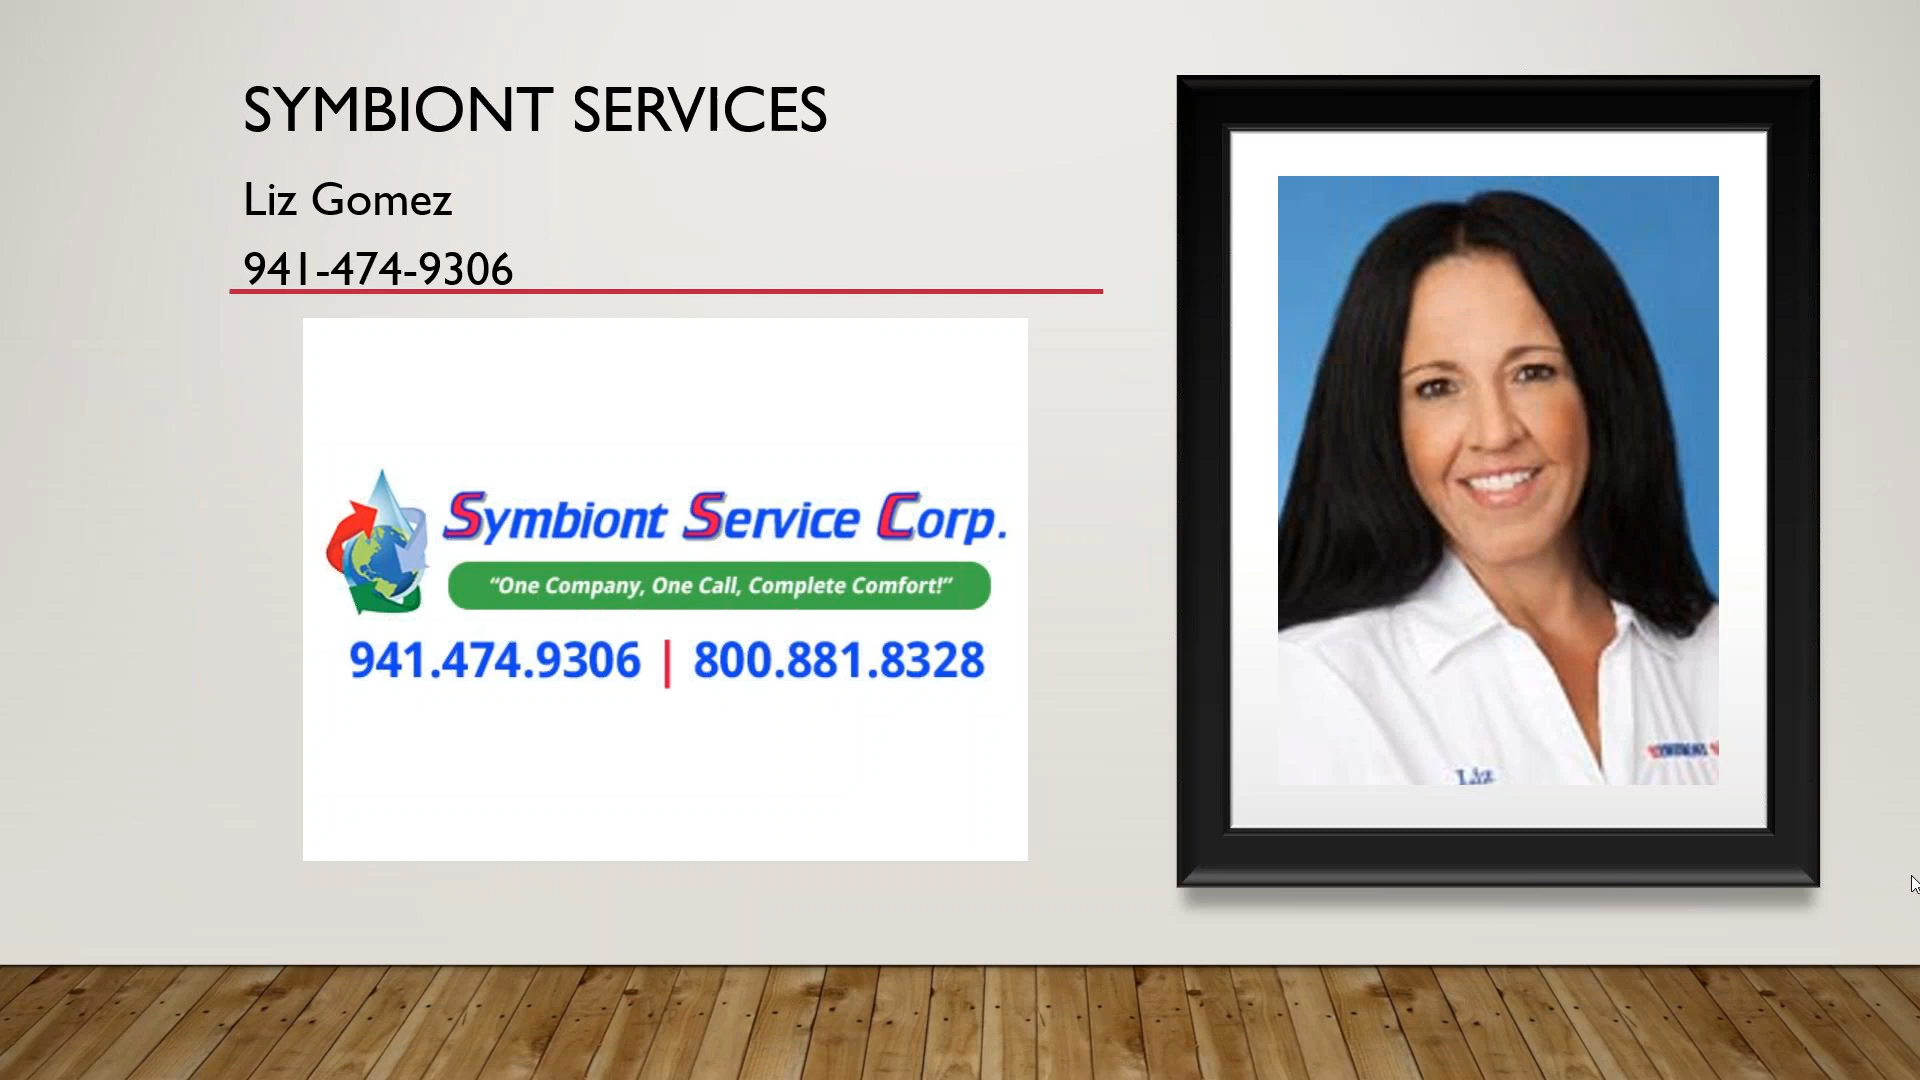 SYMBIONT SERVICES
Liz Gomez
941-474-9306
Symbiont Service Corp.
“One Company, One Call, Complete Comfort!”
941.474.9306 | 800.881.8328
Liz